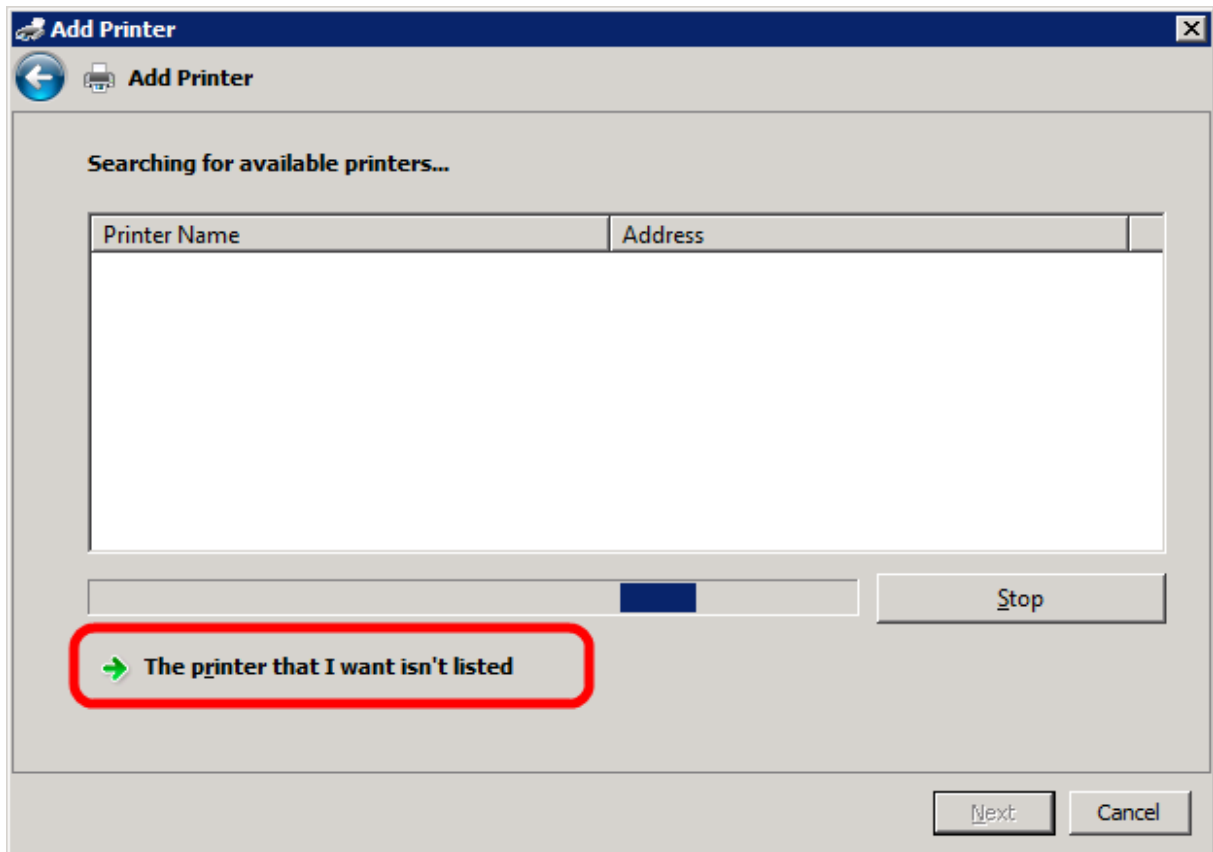 Add Printer
Add Printer
Searching for available printers...
Printer Name Address
Stop
The printer that I want isn't listed
Next Cancel